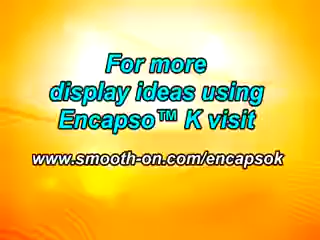 For more
display ideas using
Encapso™ K visit
www.smooth-on.com/encapsok